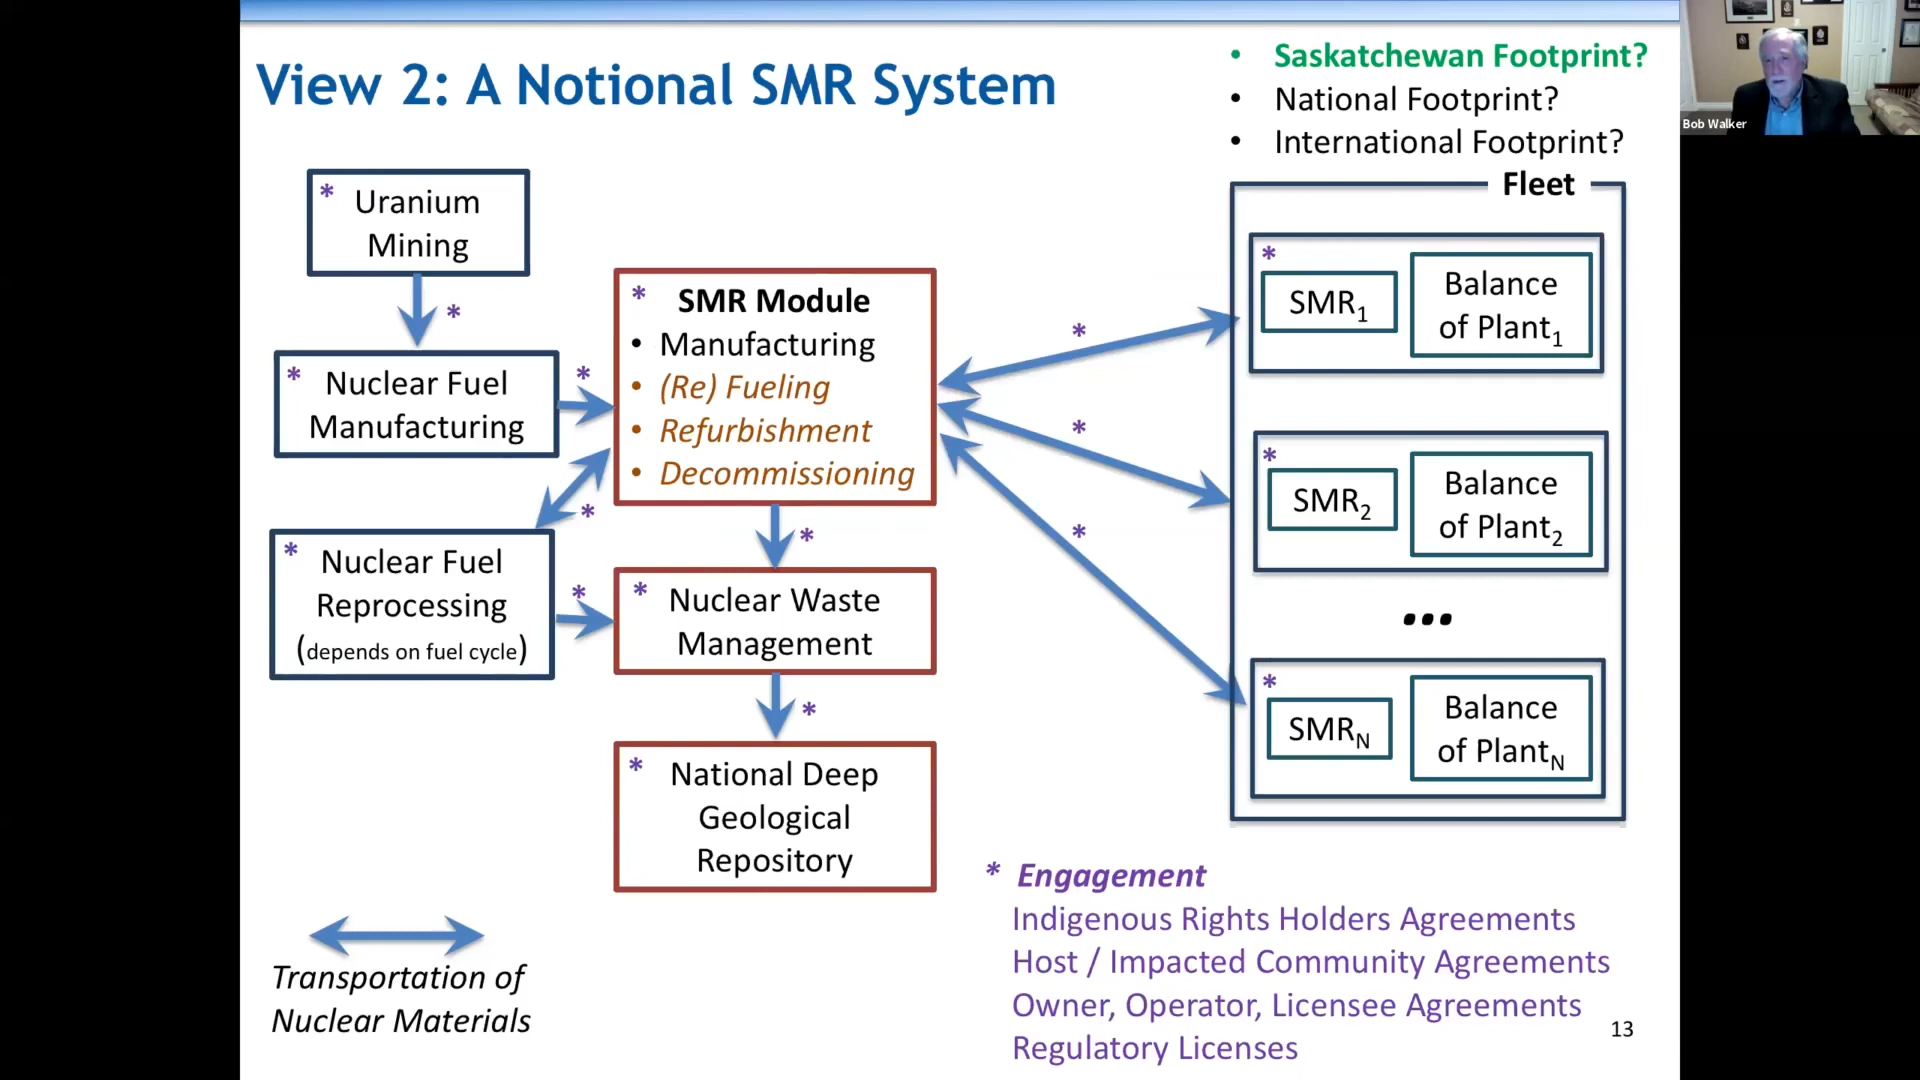 View 2: A Notional SMR System
• Saskatchewan Footprint?
• National Footprint?
• International Footprint?
Bob Walker
* Uranium
Mining
*
* Nuclear Fuel
Manufacturing
*
* SMR Module
• Manufacturing
• (Re) Fueling
• Refurbishment
• Decommissioning
*
* Nuclear Fuel
Reprocessing
(depends on fuel cycle)
*
*
* Nuclear Waste
Management
*
* National Deep
Geological
Repository
*
*
*
Fleet
*
SMR1
Balance
of Plant1
*
SMR2
Balance
of Plant2
...
*
SMRN
Balance
of PlantN
Transportation of
Nuclear Materials
* Engagement
Indigenous Rights Holders Agreements
Host / Impacted Community Agreements
Owner, Operator, Licensee Agreements
Regulatory Licenses
13